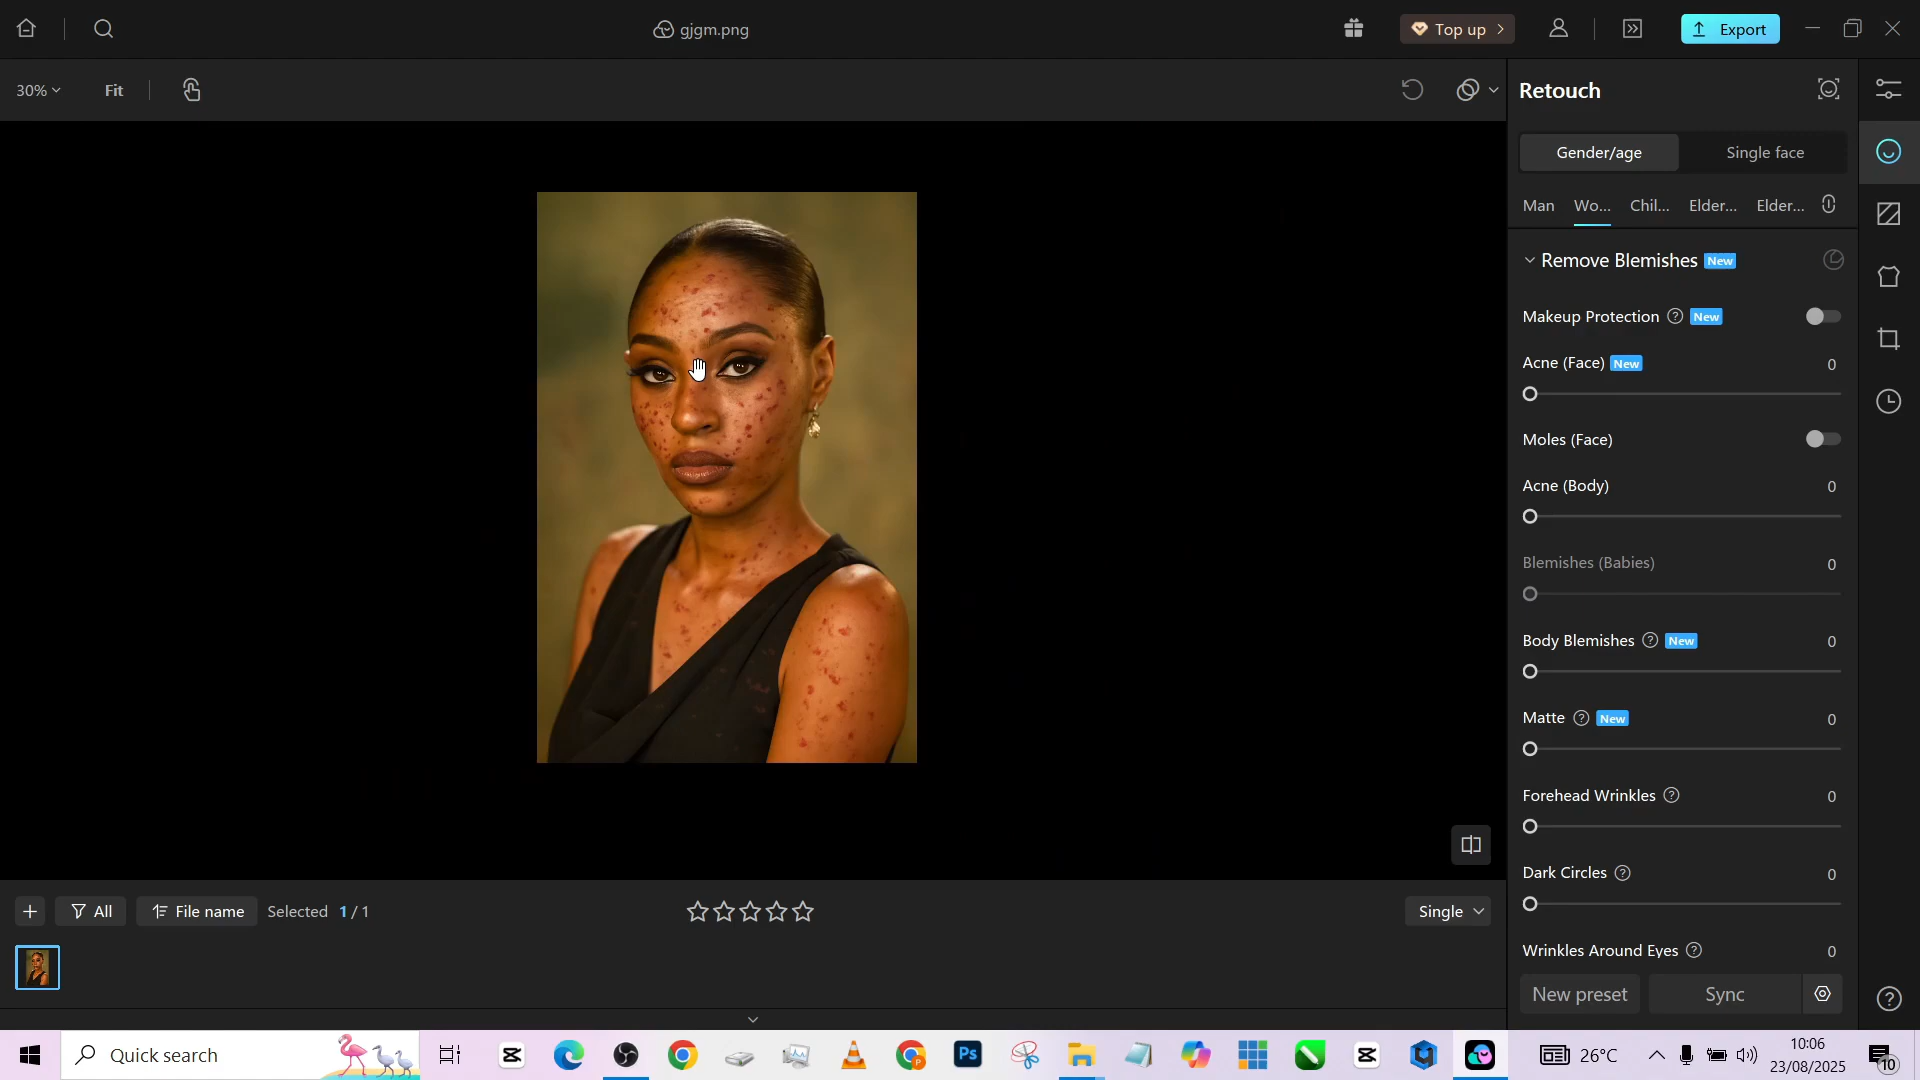 gjgm.png
Top up
Export
30%
Fit
Retouch
Gender/age
Single face
Man
Wo...
Chil...
Elder...
Elder...
Remove Blemishes New
Makeup Protection New
Acne (Face) New 0
Moles (Face)
Acne (Body) 0
Blemishes (Babies) 0
Body Blemishes New 0
Matte New 0
Forehead Wrinkles 0
Dark Circles 0
Wrinkles Around Eyes 0
New preset
Sync
All
File name
Selected 1/1
Single
Quick search
Ps
26°C
10:06
23/08/2025
10